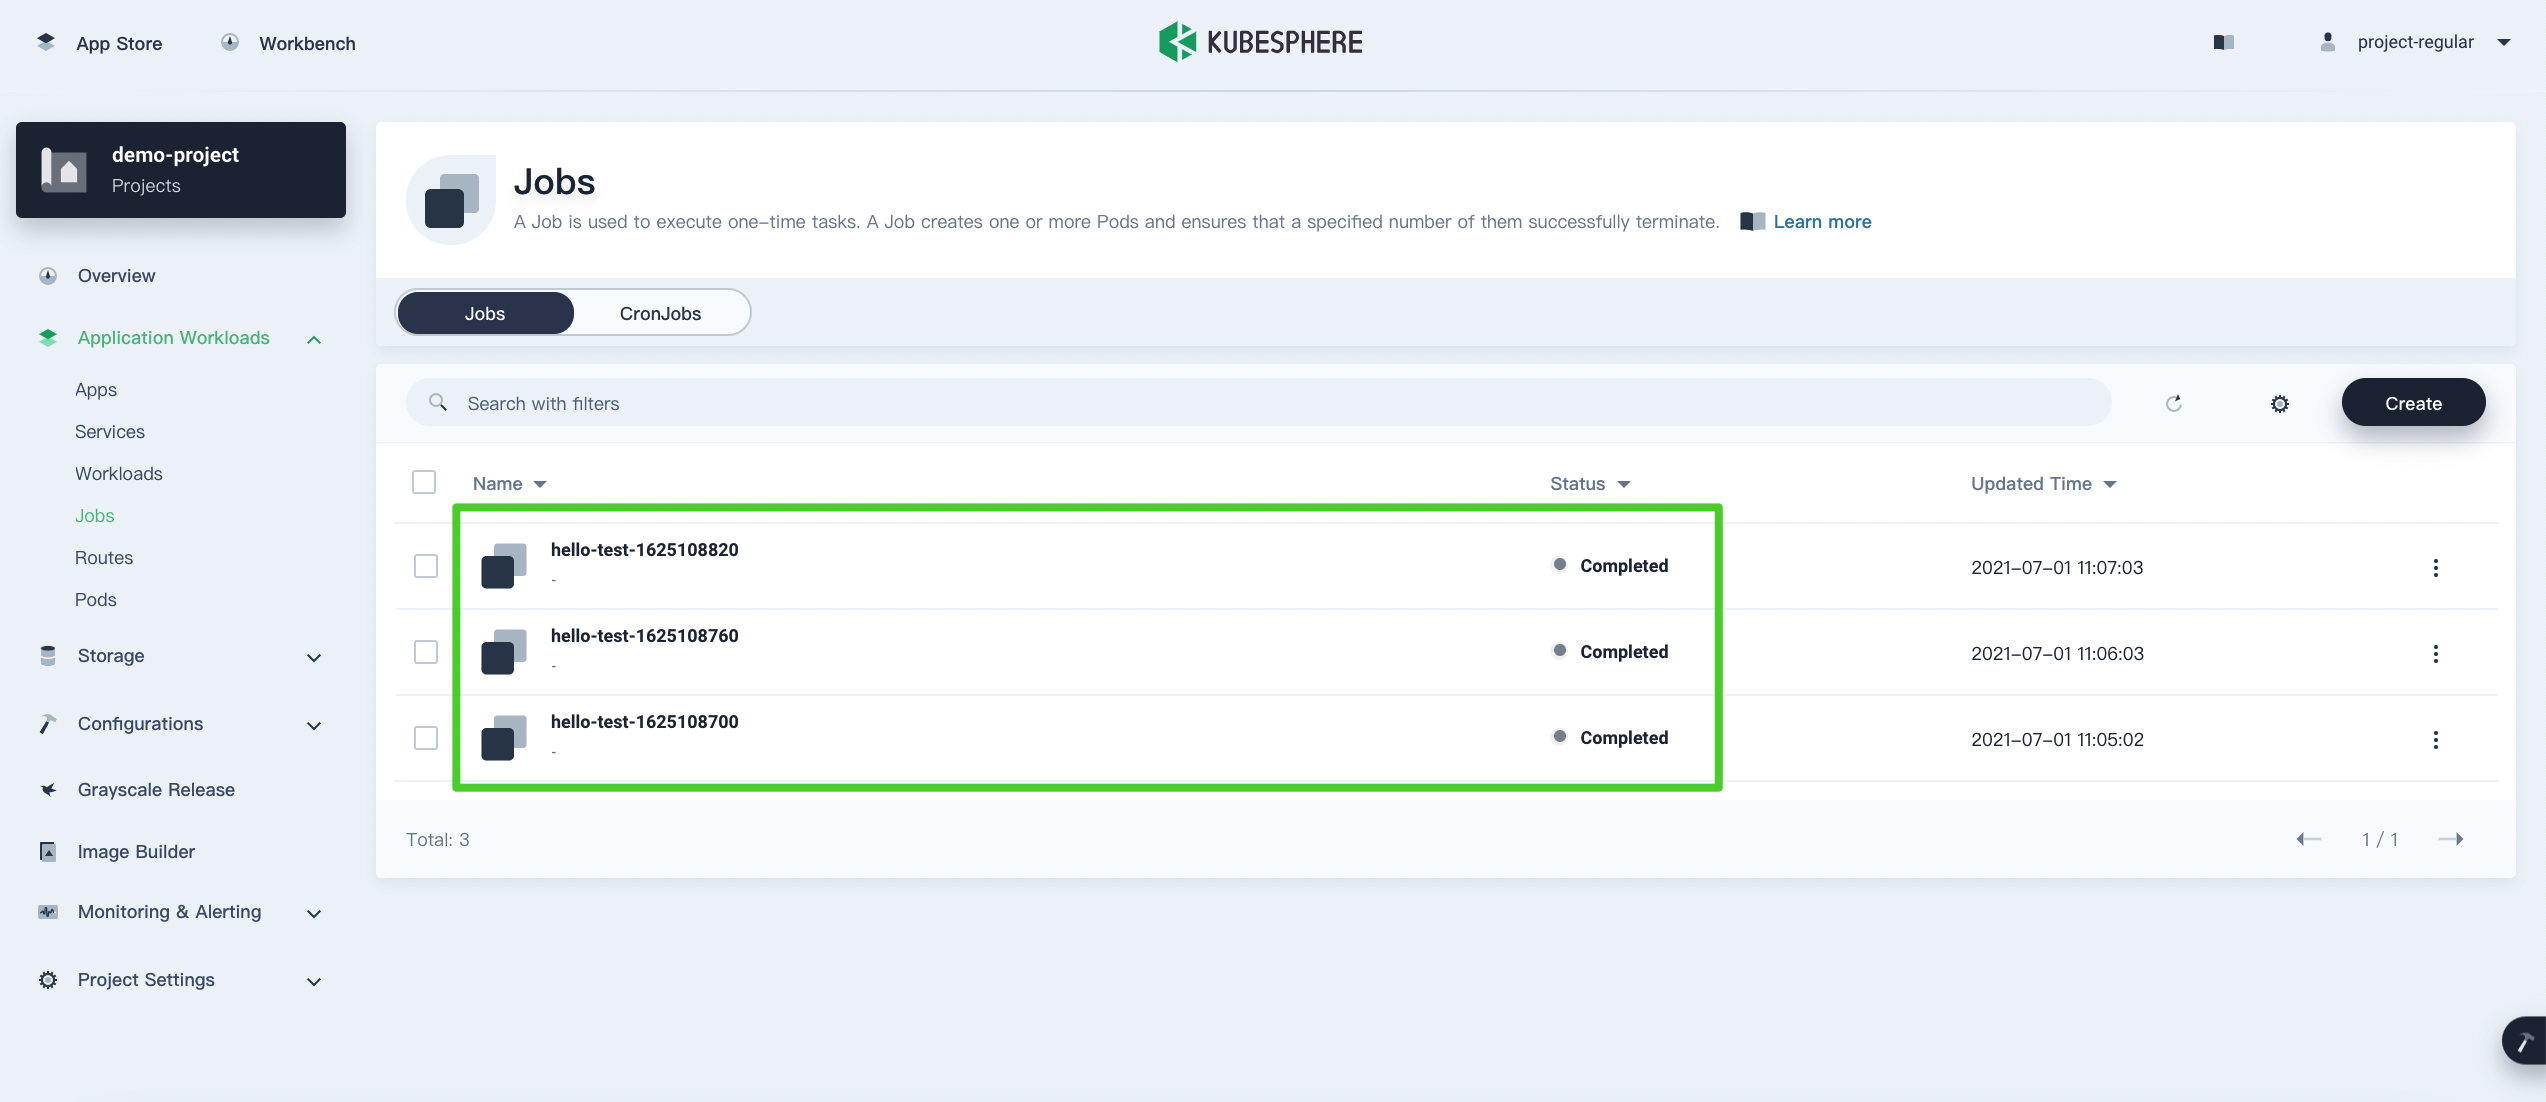 App Store
Workbench
KUBESPHERE
project-regular
demo-project
Projects
Overview
Application Workloads
Apps
Services
Workloads
Jobs
Routes
Pods
Storage
Configurations
Grayscale Release
Image Builder
Monitoring & Alerting
Project Settings
Jobs
A Job is used to execute one-time tasks. A Job creates one or more Pods and ensures that a specified number of them successfully terminate. Learn more
Jobs CronJobs
Search with filters
Create
Name Status Updated Time
hello-test-1625108820
-
Completed
2021-07-01 11:07:03
hello-test-1625108760
-
Completed
2021-07-01 11:06:03
hello-test-1625108700
-
Completed
2021-07-01 11:05:02
Total: 3
1 / 1